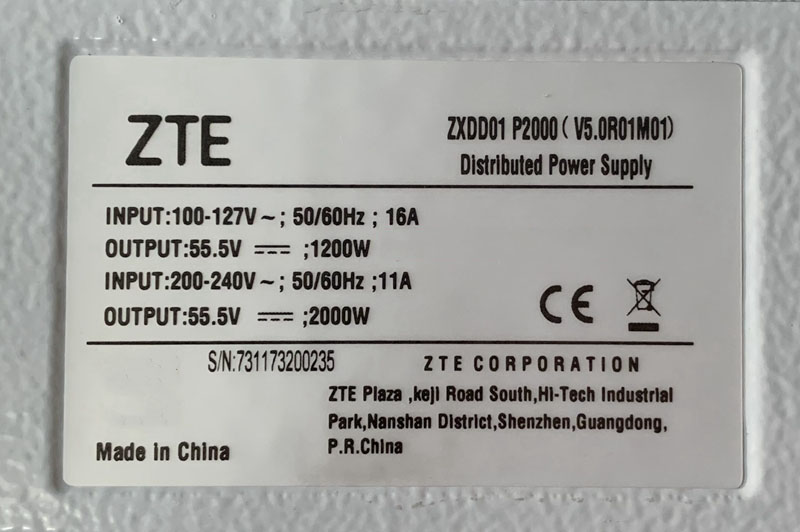 ZTE
ZXDD01 P2000 ( V5.0R01M01)
Distributed Power Supply
INPUT:100-127V ~ ; 50/60Hz ; 16A
OUTPUT:55.5V ⎓ ;1200W
INPUT:200-240V ~ ; 50/60Hz ;11A
OUTPUT:55.5V ⎓ ;2000W
CE
S/N:731173200235
ZTE CORPORATION
ZTE Plaza ,keji Road South,Hi-Tech Industrial
Park,Nanshan District,Shenzhen,Guangdong,
P.R.China
Made in China